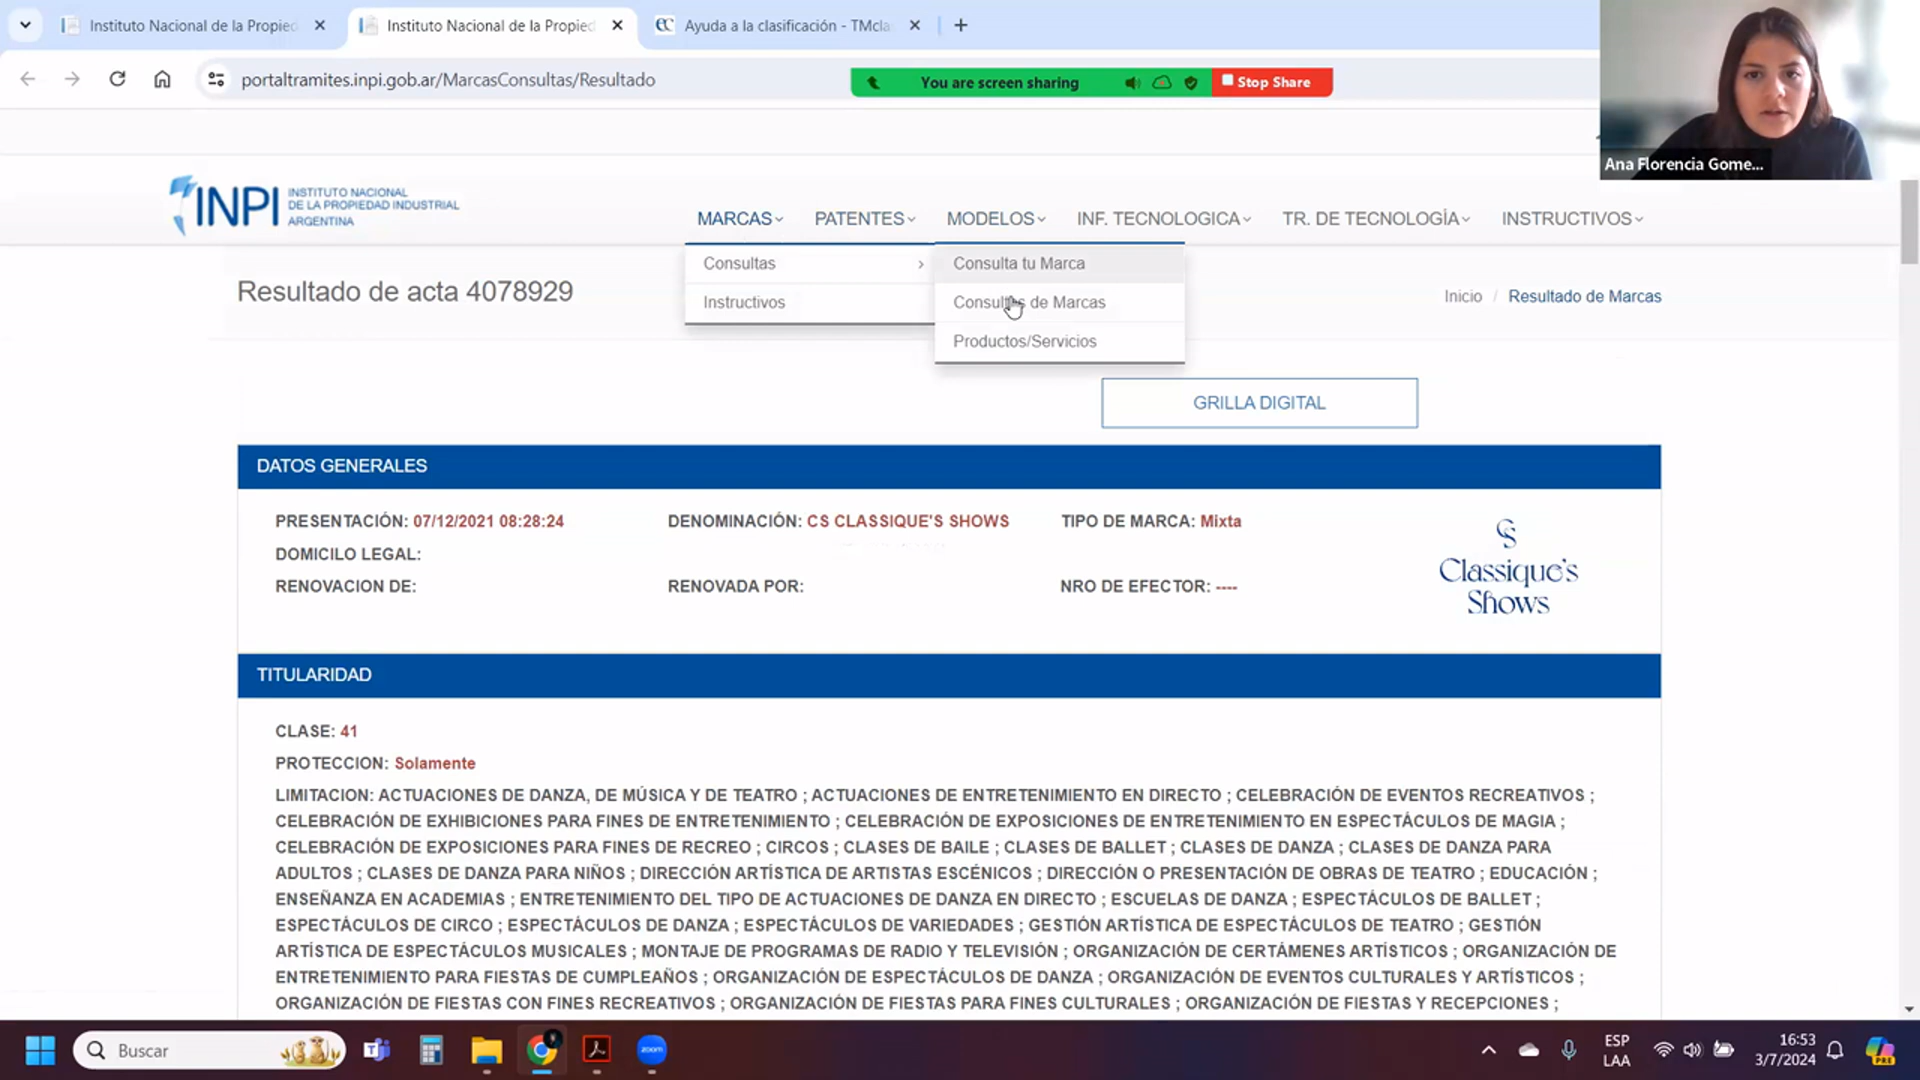 Instituto Nacional de la Propied
Instituto Nacional de la Propied
Ayuda a la clasificación - TMcla
portaltramites.inpi.gob.ar/MarcasConsultas/Resultado
You are screen sharing
Stop Share
Ana Florencia Gome...
INPI
INSTITUTO NACIONAL
DE LA PROPIEDAD INDUSTRIAL
ARGENTINA
MARCAS PATENTES MODELOS INF. TECNOLOGICA TR. DE TECNOLOGÍA INSTRUCTIVOS
Consultas
Instructivos
Consulta tu Marca
Consultas de Marcas
Productos/Servicios
Resultado de acta 4078929
Inicio / Resultado de Marcas
GRILLA DIGITAL
DATOS GENERALES
PRESENTACIÓN: 07/12/2021 08:28:24 DENOMINACIÓN: CS CLASSIQUE'S SHOWS TIPO DE MARCA: Mixta
DOMICILO LEGAL:
RENOVACION DE: RENOVADA POR: NRO DE EFECTOR: ----
CS
Classique's
Shows
TITULARIDAD
CLASE: 41
PROTECCION: Solamente
LIMITACION: ACTUACIONES DE DANZA, DE MÚSICA Y DE TEATRO ; ACTUACIONES DE ENTRETENIMIENTO EN DIRECTO ; CELEBRACIÓN DE EVENTOS RECREATIVOS ;
CELEBRACIÓN DE EXHIBICIONES PARA FINES DE ENTRETENIMIENTO ; CELEBRACIÓN DE EXPOSICIONES DE ENTRETENIMIENTO EN ESPECTÁCULOS DE MAGIA ;
CELEBRACIÓN DE EXPOSICIONES PARA FINES DE RECREO ; CIRCOS ; CLASES DE BAILE ; CLASES DE BALLET ; CLASES DE DANZA ; CLASES DE DANZA PARA
ADULTOS ; CLASES DE DANZA PARA NIÑOS ; DIRECCIÓN ARTÍSTICA DE ARTISTAS ESCÉNICOS ; DIRECCIÓN O PRESENTACIÓN DE OBRAS DE TEATRO ; EDUCACIÓN ;
ENSEÑANZA EN ACADEMIAS ; ENTRETENIMIENTO DEL TIPO DE ACTUACIONES DE DANZA EN DIRECTO ; ESCUELAS DE DANZA ; ESPECTÁCULOS DE BALLET ;
ESPECTÁCULOS DE CIRCO ; ESPECTÁCULOS DE DANZA ; ESPECTÁCULOS DE VARIEDADES ; GESTIÓN ARTÍSTICA DE ESPECTÁCULOS DE TEATRO ; GESTIÓN
ARTÍSTICA DE ESPECTÁCULOS MUSICALES ; MONTAJE DE PROGRAMAS DE RADIO Y TELEVISIÓN ; ORGANIZACIÓN DE CERTÁMENES ARTÍSTICOS ; ORGANIZACIÓN DE
ENTRETENIMIENTO PARA FIESTAS DE CUMPLEAÑOS ; ORGANIZACIÓN DE ESPECTÁCULOS DE DANZA ; ORGANIZACIÓN DE EVENTOS CULTURALES Y ARTÍSTICOS ;
ORGANIZACIÓN DE FIESTAS CON FINES RECREATIVOS ; ORGANIZACIÓN DE FIESTAS PARA FINES CULTURALES ; ORGANIZACIÓN DE FIESTAS Y RECEPCIONES ;
Buscar
zoom
ESP
LAA
16:53
3/7/2024
PRE